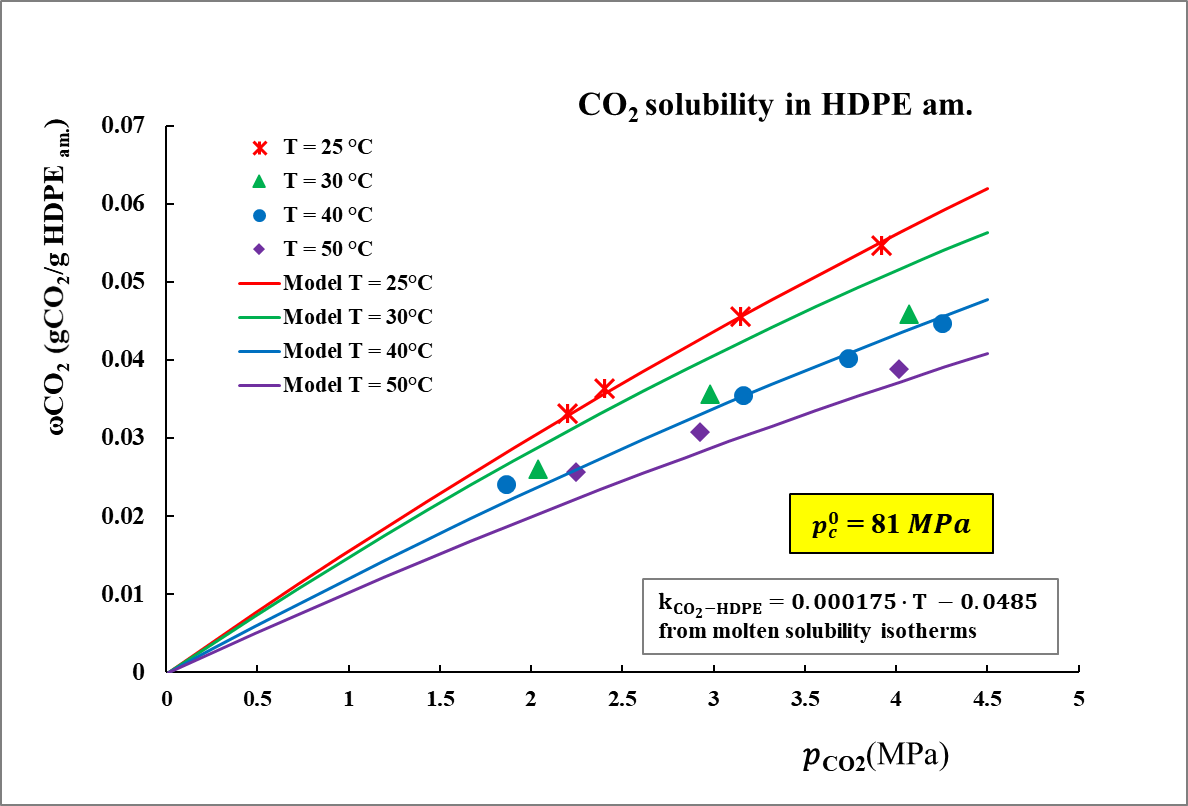 CO2 solubility in HDPE am.
ωCO2 (gCO2/g HDPE am.)
0.07
0.06
0.05
0.04
0.03
0.02
0.01
0
T = 25 °C
T = 30 °C
T = 40 °C
T = 50 °C
Model T = 25°C
Model T = 30°C
Model T = 40°C
Model T = 50°C
p_c^0 = 81 MPa
k_CO2−HDPE = 0.000175 · T − 0.0485
from molten solubility isotherms
0 0.5 1 1.5 2 2.5 3 3.5 4 4.5 5
pCO2(MPa)